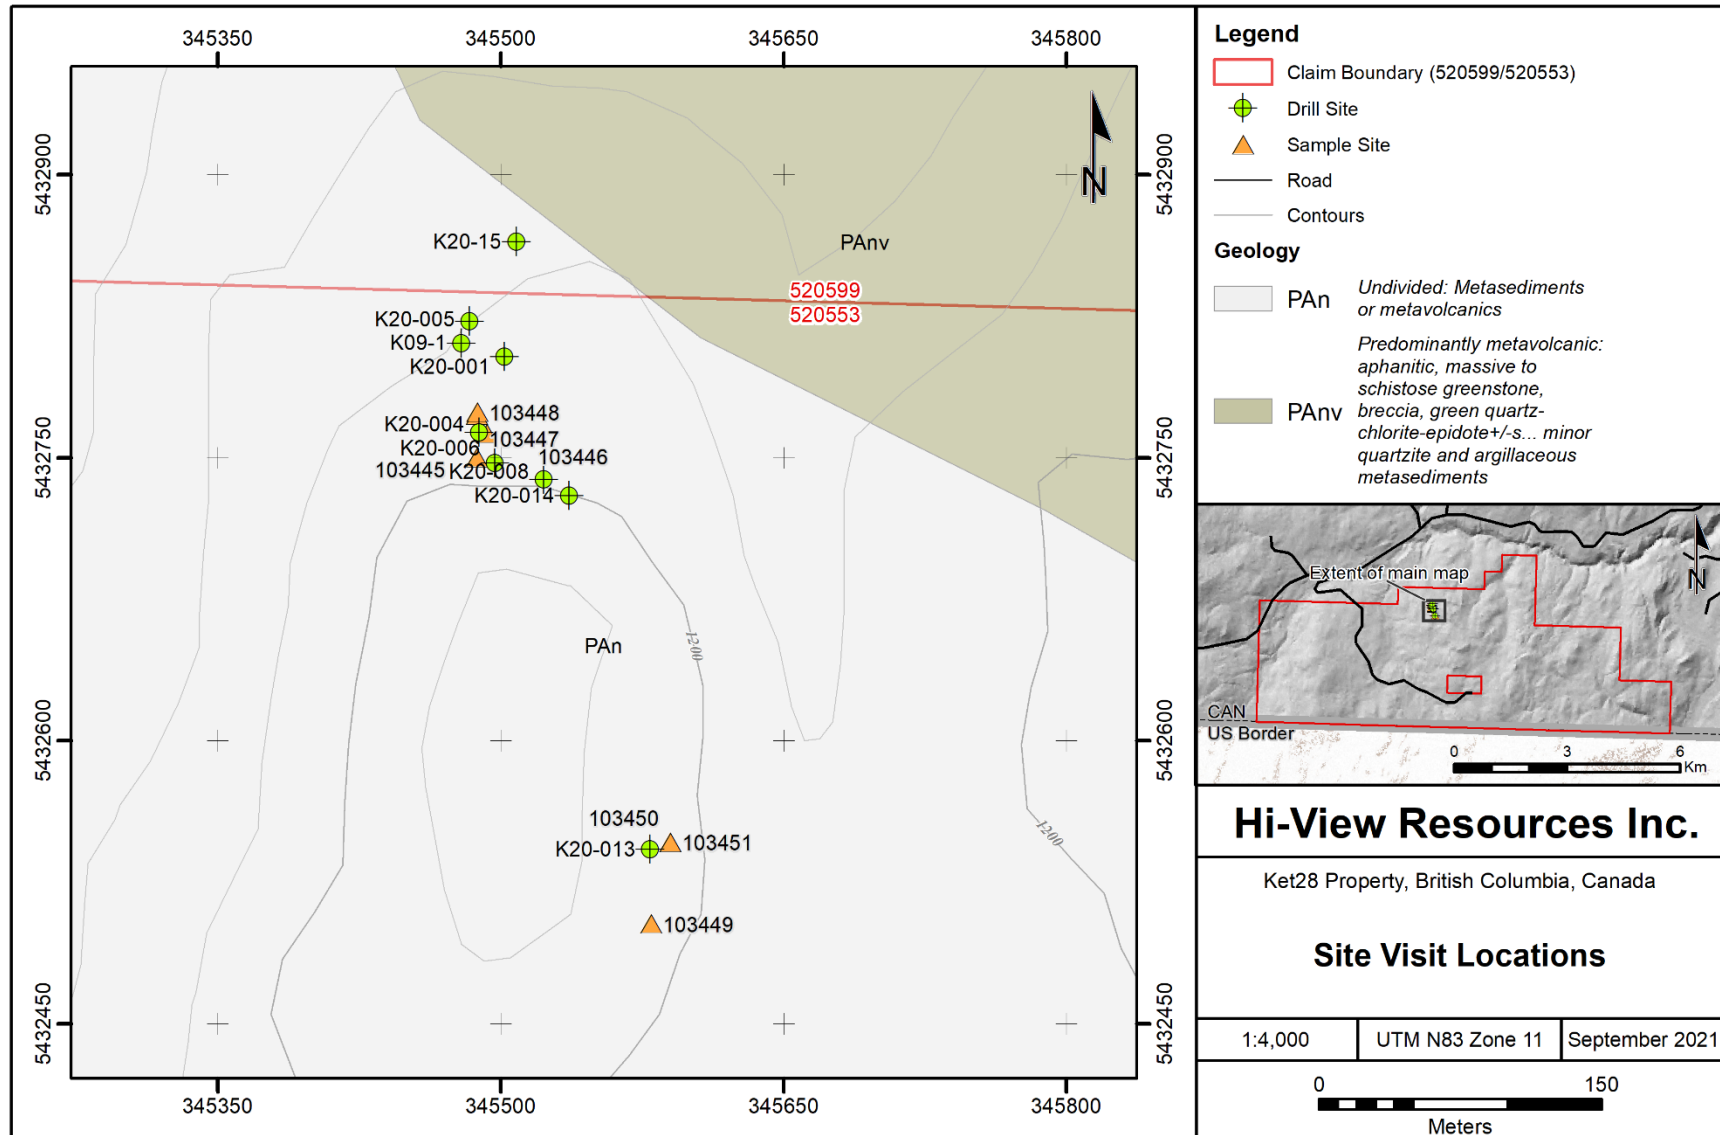 345350
345500
345650
345800
5432900
5432900
K20-15
PAnv
520599
520553
K20-005
K09-1
K20-001
103448
K20-004
K20-006
103447
103446
103445
K20-008
K20-014
5432750
5432750
PAn
1200
5432600
5432600
103450
K20-013
103451
1200
103449
5432450
5432450
345350
345500
345650
345800
N
Legend
Claim Boundary (520599/520553)
Drill Site
Sample Site
Road
Contours
Geology
PAn
Undivided: Metasediments
or metavolcanics
PAnv
Predominantly metavolcanic:
aphanitic, massive to
schistose greenstone,
breccia, green quartz-
chlorite-epidote+/-s... minor
quartzite and argillaceous
metasediments
Extent of main map
N
CAN
US Border
0 3 6
Km
Hi-View Resources Inc.
Ket28 Property, British Columbia, Canada
Site Visit Locations
1:4,000
UTM N83 Zone 11
September 2021
0 150
Meters